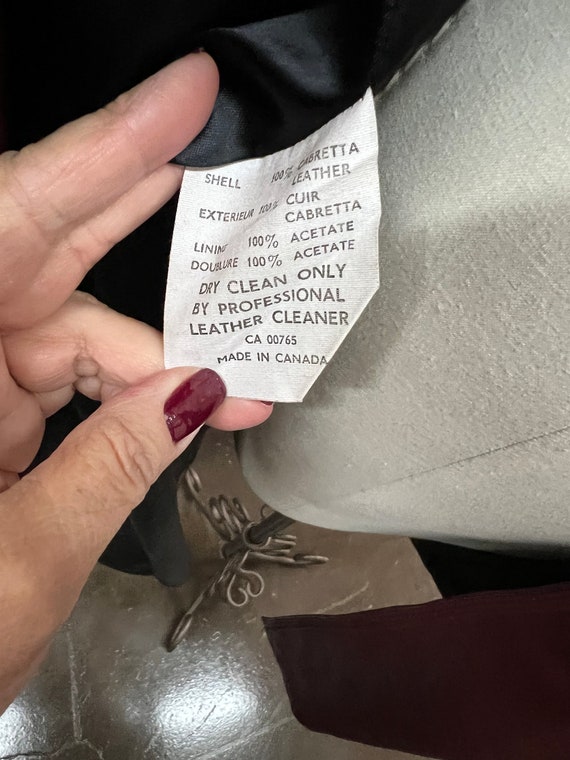 SHELL 100% CABRETTA
LEATHER
EXTERIEUR 100% CUIR
CABRETTA
LINING 100% ACETATE
DOUBLURE 100% ACETATE
DRY CLEAN ONLY
BY PROFESSIONAL
LEATHER CLEANER
CA 00765
MADE IN CANADA